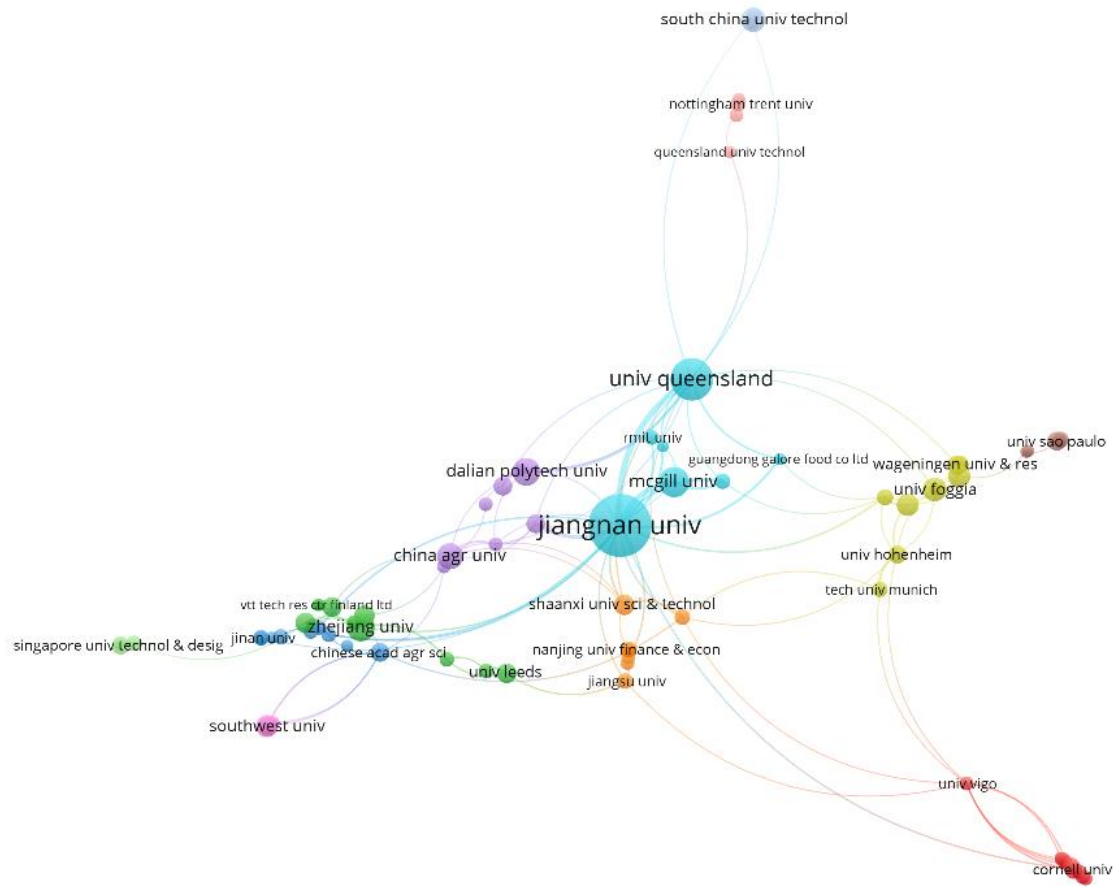 south china univ technol
nottingham trent univ
queensland univ technol
univ queensland
rmit univ
univ sao paulo
guangdong galore food co ltd
wageningen univ & res
dalian polytech univ
mcgill univ
univ foggia
jiangnan univ
china agr univ
univ hohenheim
tech univ munich
vtt tech res ctr finland ltd
shaanxi univ sci & technol
zhejiang univ
singapore univ technol & desig
jinan univ
chinese acad agr sci
nanjing univ finance & econ
univ leeds
jiangsu univ
southwest univ
univ vigo
cornell univ